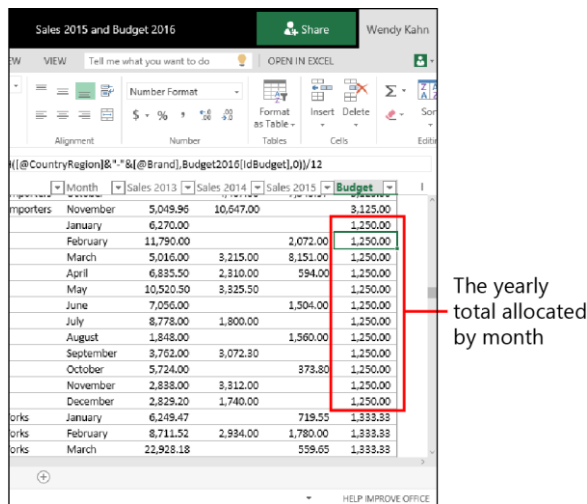 Sales 2015 and Budget 2016 Share Wendy Kahn
EW VIEW Tell me what you want to do OPEN IN EXCEL
Number Format
$ - % ,
Format as Table Insert Delete Sor
Alignment Number Tables Cells Editi
([@CountryRegion]&"-"&[@Brand],Budget2016[IdBudget],0))/12
Month Sales 2013 Sales 2014 Sales 2015 Budget I
mporters November 5,049.96 10,647.00 3,125.00
January 6,270.00 1,250.00
February 11,790.00 2,072.00 1,250.00
March 5,016.00 3,215.00 8,151.00 1,250.00
April 6,835.50 2,310.00 594.00 1,250.00
May 10,520.50 3,325.50 1,250.00
June 7,056.00 1,504.00 1,250.00
July 8,778.00 1,800.00 1,250.00
August 1,848.00 1,560.00 1,250.00
September 3,762.00 3,072.30 1,250.00
October 5,724.00 373.80 1,250.00
November 2,838.00 3,312.00 1,250.00
December 2,829.20 1,740.00 1,250.00
orks January 6,249.47 719.55 1,333.33
orks February 8,711.52 2,934.00 1,780.00 1,333.33
orks March 22,928.18 559.65 1,333.33
HELP IMPROVE OFFICE
The yearly
total allocated
by month